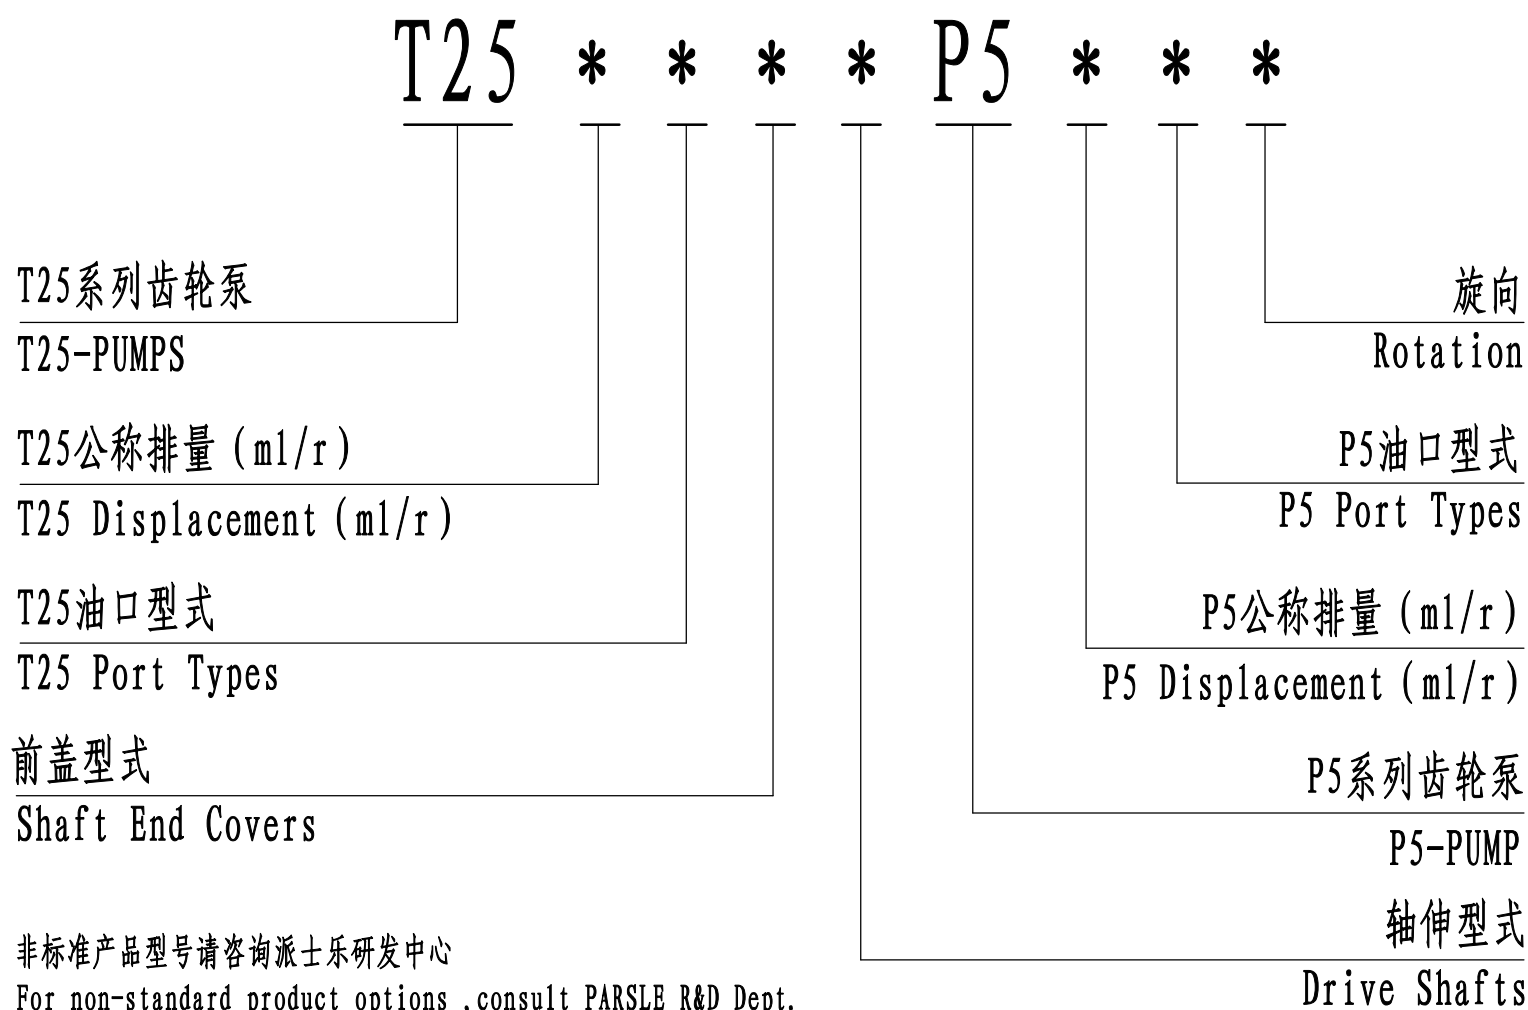 T25 * * * * P5 * * *
T25系列齿轮泵
T25-PUMPS
T25公称排量(ml/r)
T25 Displacement(ml/r)
T25油口型式
T25 Port Types
前盖型式
Shaft End Covers
旋向
Rotation
P5油口型式
P5 Port Types
P5公称排量(ml/r)
P5 Displacement(ml/r)
P5系列齿轮泵
P5-PUMP
轴伸型式
Drive Shafts
非标准产品型号请咨询派士乐研发中心
For non-standard product options ,consult PARSLE R&D Dept.